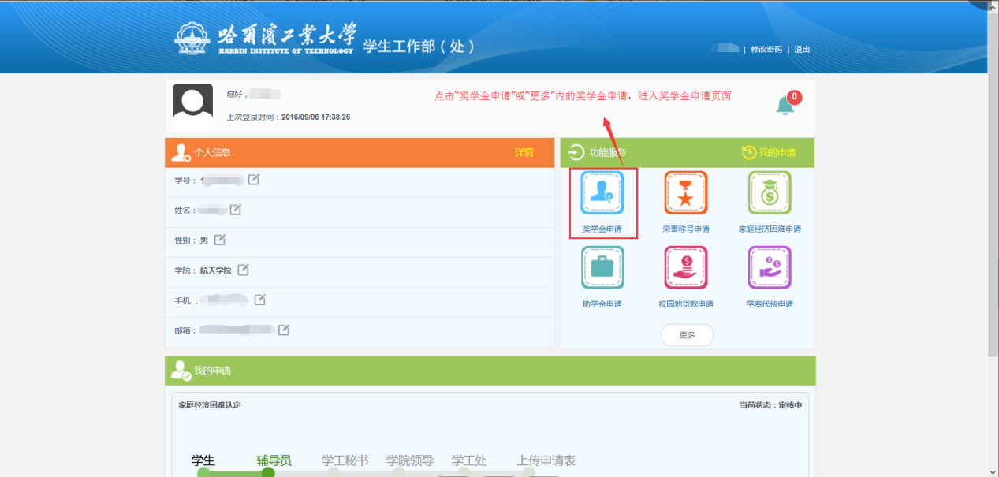 哈尔滨工业大学
HARBIN INSTITUTE OF TECHNOLOGY
学生工作部（处）
| 修改密码 | 退出
您好，
上次登录时间：2016/09/06 17:38:26
点击“奖学金申请”或“更多”内的奖学金申请，进入奖学金申请页面
0
个人信息 详情
学号：
姓名：
性别：男
学院：航天学院
手机：
邮箱：
功能服务 我的申请
奖学金申请 荣誉称号申请 家庭经济困难申请
助学金申请 校园地贷款申请 学费代偿申请
更多
我的申请
家庭经济困难认定 当前状态：审核中
学生 辅导员 学工秘书 学院领导 学工处 上传申请表